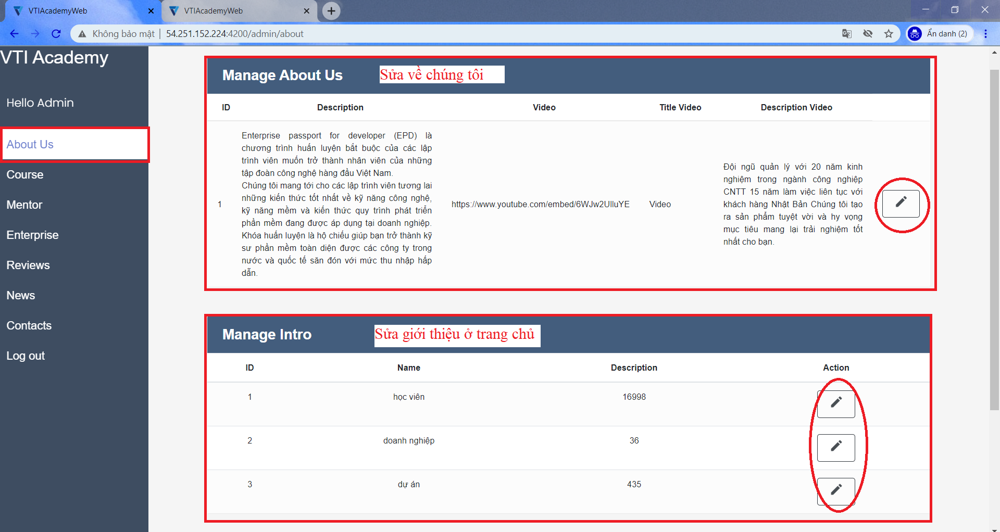 VTIAcademyWeb
VTIAcademyWeb
Không bảo mật | 54.251.152.224:4200/admin/about
Ẩn danh (2)
VTI Academy
Hello Admin
About Us
Course
Mentor
Enterprise
Reviews
News
Contacts
Log out
Manage About Us
Sửa về chúng tôi
ID Description Video Title Video Description Video
1
Enterprise passport for developer (EPD) là
chương trình huấn luyện bắt buộc của các lập
trình viên muốn trở thành nhân viên của những
tập đoàn công nghệ hàng đầu Việt Nam.
Chúng tôi mang tới cho các lập trình viên tương lai
những kiến thức tốt nhất về kỹ năng công nghệ,
kỹ năng mềm và kiến thức quy trình phát triển
phần mềm đang được áp dụng tại doanh nghiệp.
Khóa huấn luyện là hộ chiếu giúp bạn trở thành kỹ
sư phần mềm toàn diện được các công ty trong
nước và quốc tế săn đón với mức thu nhập hấp
dẫn.
https://www.youtube.com/embed/6WJw2UlluYE
Video
Đội ngũ quản lý với 20 năm kinh
nghiệm trong ngành công nghiệp
CNTT 15 năm làm việc liên tục với
khách hàng Nhật Bản Chúng tôi tạo
ra sản phẩm tuyệt vời và hy vọng
mục tiêu mang lại trải nghiệm tốt
nhất cho bạn.
Manage Intro
Sửa giới thiệu ở trang chủ
ID Name Description Action
1 học viên 16998
2 doanh nghiệp 36
3 dự án 435